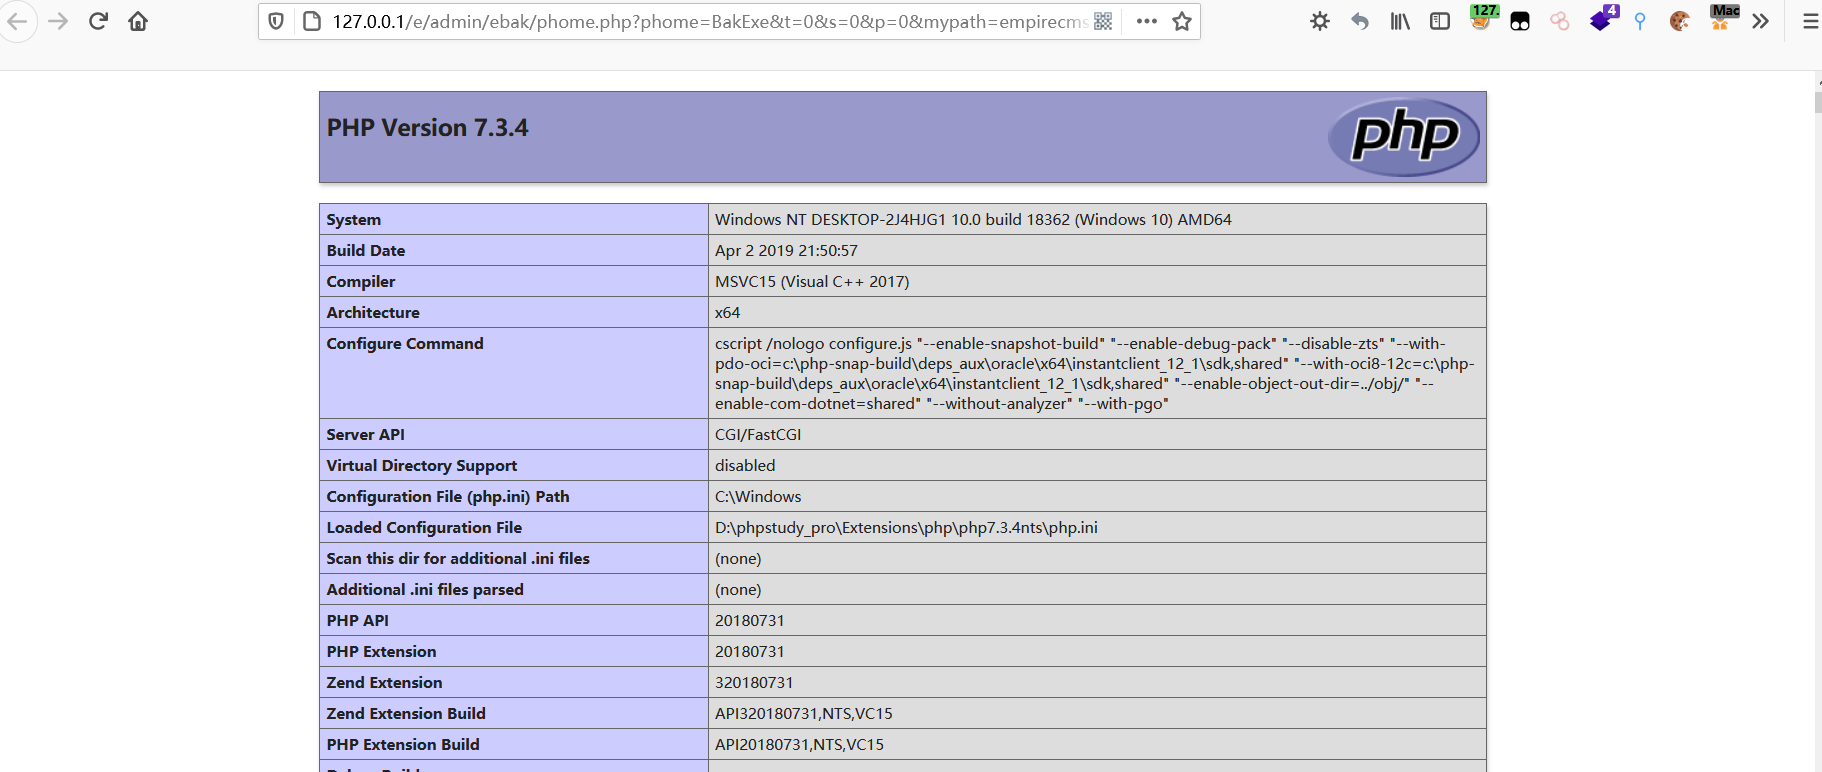 127.0.0.1/e/admin/ebak/phome.php?phome=BakExe&t=0&s=0&p=0&mypath=empirecms
127.
4
Mac
PHP Version 7.3.4
php
System Windows NT DESKTOP-2J4HJG1 10.0 build 18362 (Windows 10) AMD64
Build Date Apr 2 2019 21:50:57
Compiler MSVC15 (Visual C++ 2017)
Architecture x64
Configure Command cscript /nologo configure.js "--enable-snapshot-build" "--enable-debug-pack" "--disable-zts" "--with-
pdo-oci=c:\php-snap-build\deps_aux\oracle\x64\instantclient_12_1\sdk,shared" "--with-oci8-12c=c:\php-
snap-build\deps_aux\oracle\x64\instantclient_12_1\sdk,shared" "--enable-object-out-dir=../obj/" "--
enable-com-dotnet=shared" "--without-analyzer" "--with-pgo"
Server API CGI/FastCGI
Virtual Directory Support disabled
Configuration File (php.ini) Path C:\Windows
Loaded Configuration File D:\phpstudy_pro\Extensions\php\php7.3.4nts\php.ini
Scan this dir for additional .ini files (none)
Additional .ini files parsed (none)
PHP API 20180731
PHP Extension 20180731
Zend Extension 320180731
Zend Extension Build API320180731,NTS,VC15
PHP Extension Build API20180731,NTS,VC15